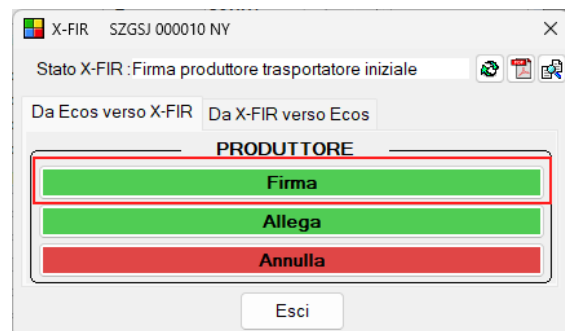 X-FIR SZGSJ 000010 NY
Stato X-FIR :Firma produttore trasportatore iniziale
Da Ecos verso X-FIR Da X-FIR verso Ecos
PRODUTTORE
Firma
Allega
Annulla
Esci